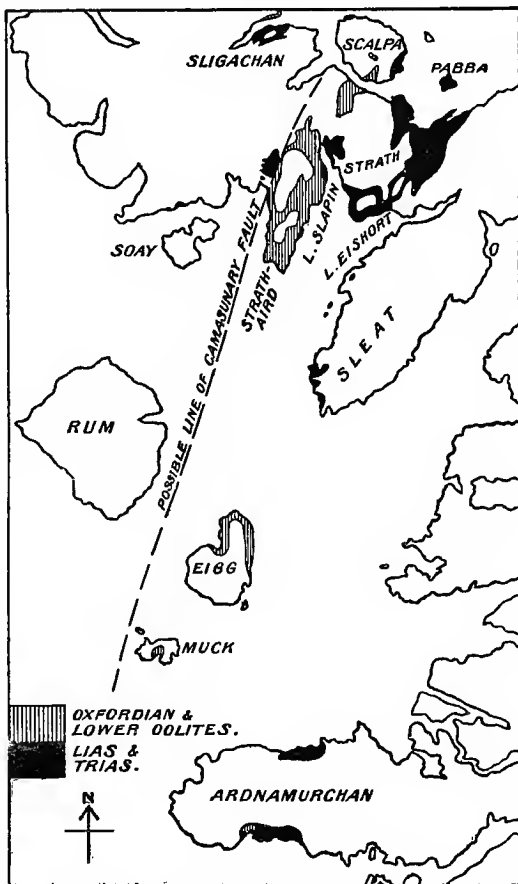 SCALPA
SLIGACHAN
PABBA
STRATH
L. SLAPIN
L. EISHORT
SOAY
STRATH-
AIRD
SLEAT
POSSIBLE LINE OF CAMASUNARY FAULT
RUM
EIGG
MUCK
OXFORDIAN &
LOWER OOLITES.
LIAS &
TRIAS.
N
ARDNAMURCHAN